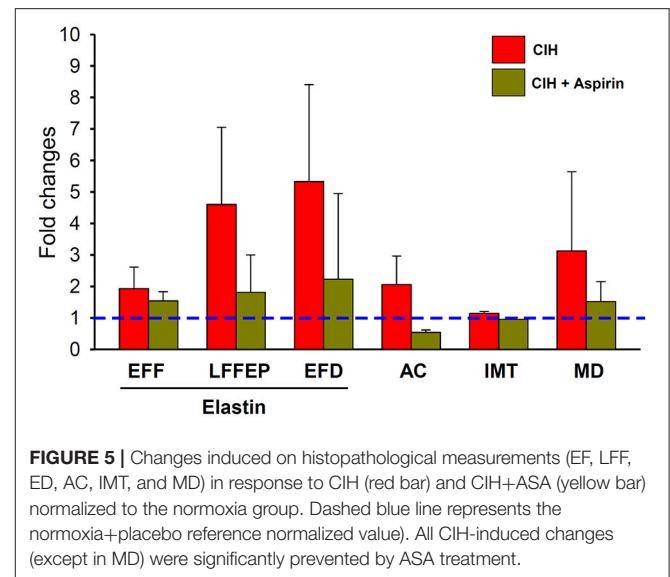 10
9
8
7
6
5
4
3
2
1
0
Fold changes
CIH
CIH + Aspirin
EFF LFFEP EFD AC IMT MD
Elastin
FIGURE 5 | Changes induced on histopathological measurements (EF, LFF,
ED, AC, IMT, and MD) in response to CIH (red bar) and CIH+ASA (yellow bar)
normalized to the normoxia group. Dashed blue line represents the
normoxia+placebo reference normalized value). All CIH-induced changes
(except in MD) were significantly prevented by ASA treatment.